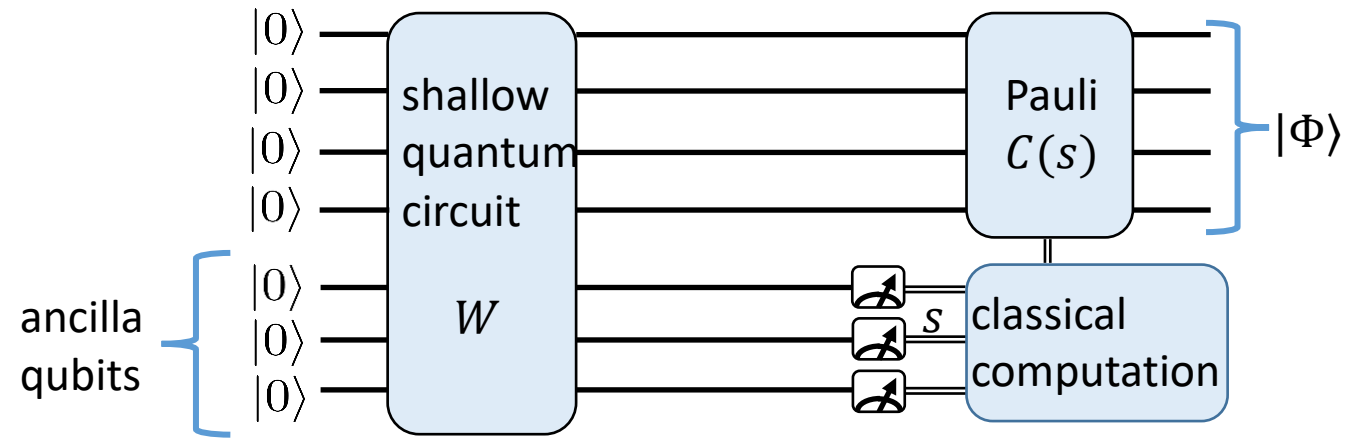 |0⟩
|0⟩
|0⟩
|0⟩
shallow
quantum
circuit
W
Pauli
C(s)
|Φ⟩
ancilla
qubits
|0⟩
|0⟩
|0⟩
s
classical
computation